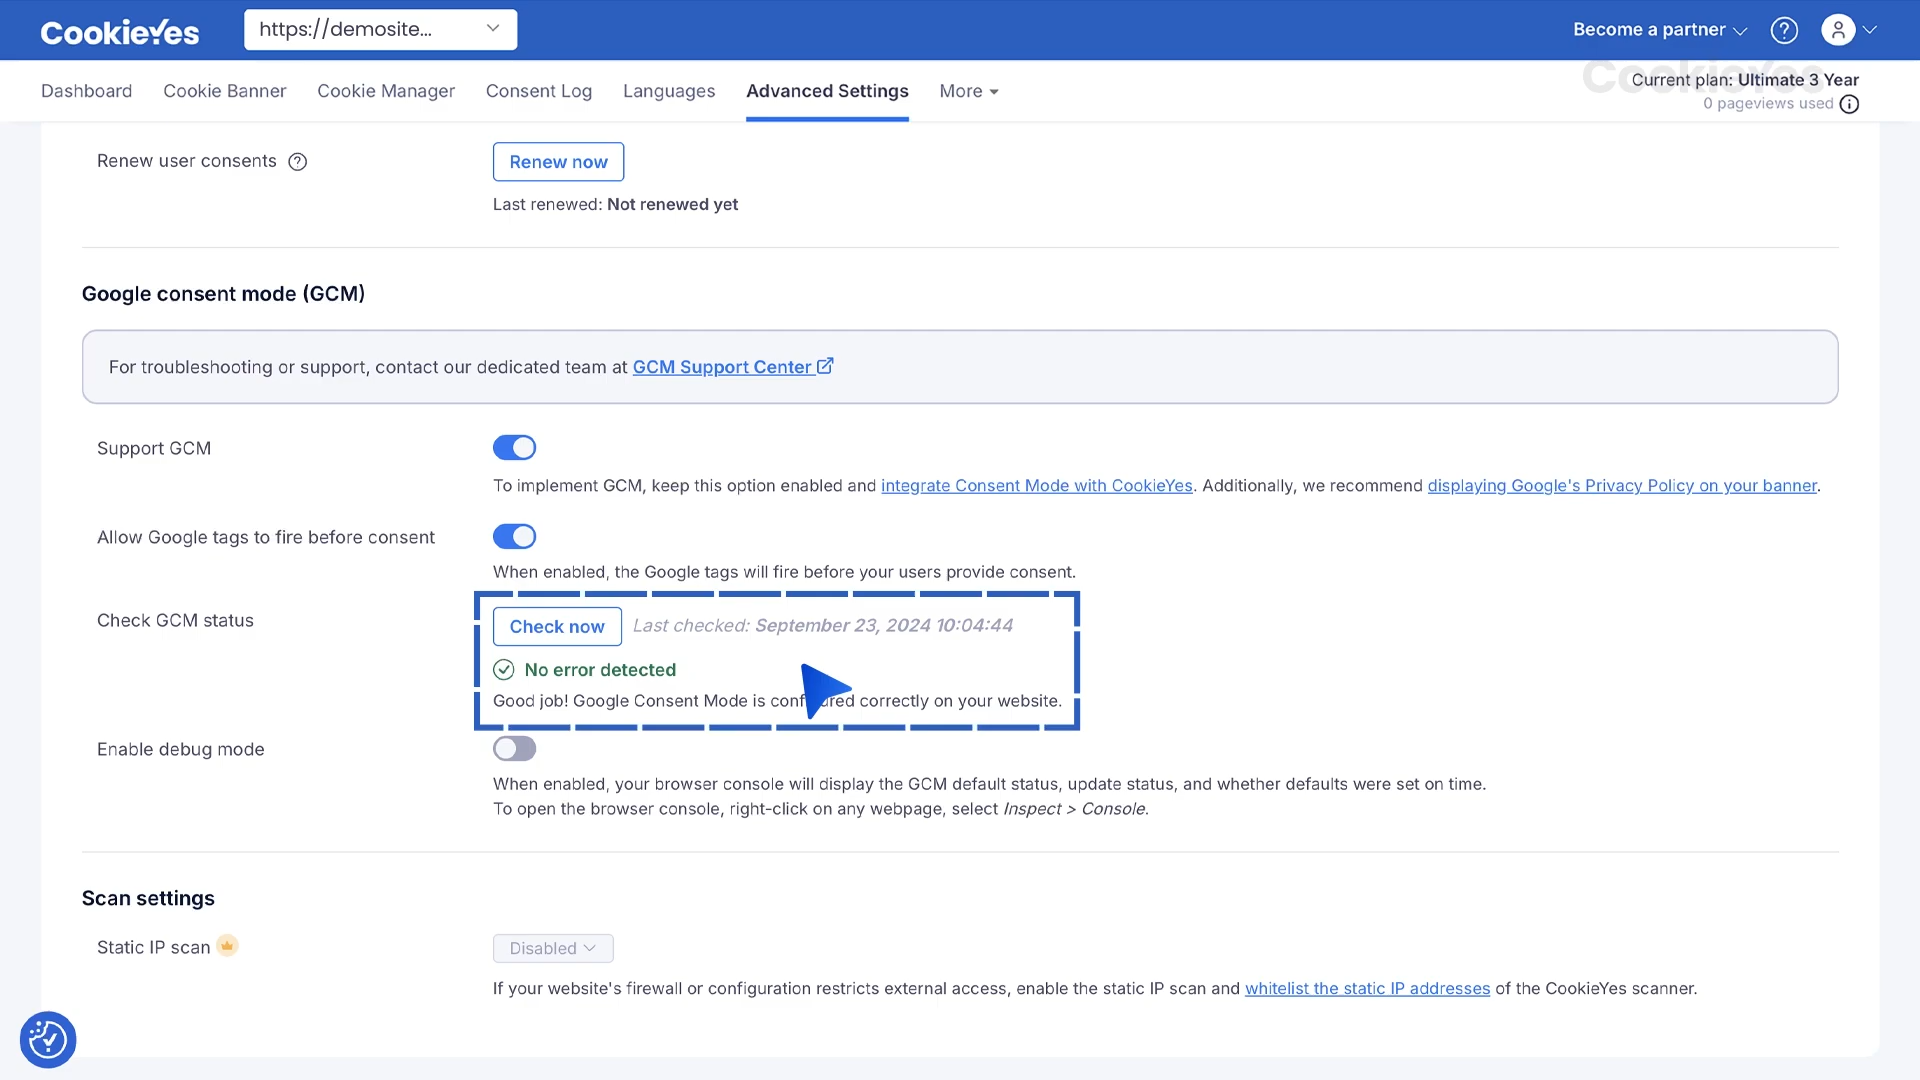 CookieYes
https://demosite...
Become a partner
Dashboard
Cookie Banner
Cookie Manager
Consent Log
Languages
Advanced Settings
More
CookieYes
Current plan: Ultimate 3 Year
0 pageviews used
Renew user consents
Renew now
Last renewed: Not renewed yet
Google consent mode (GCM)
For troubleshooting or support, contact our dedicated team at GCM Support Center
Support GCM
To implement GCM, keep this option enabled and integrate Consent Mode with CookieYes. Additionally, we recommend displaying Google's Privacy Policy on your banner.
Allow Google tags to fire before consent
When enabled, the Google tags will fire before your users provide consent.
Check GCM status
Check now
Last checked: September 23, 2024 10:04:44
No error detected
Good job! Google Consent Mode is configured correctly on your website.
Enable debug mode
When enabled, your browser console will display the GCM default status, update status, and whether defaults were set on time.
To open the browser console, right-click on any webpage, select Inspect > Console.
Scan settings
Static IP scan
Disabled
If your website's firewall or configuration restricts external access, enable the static IP scan and whitelist the static IP addresses of the CookieYes scanner.